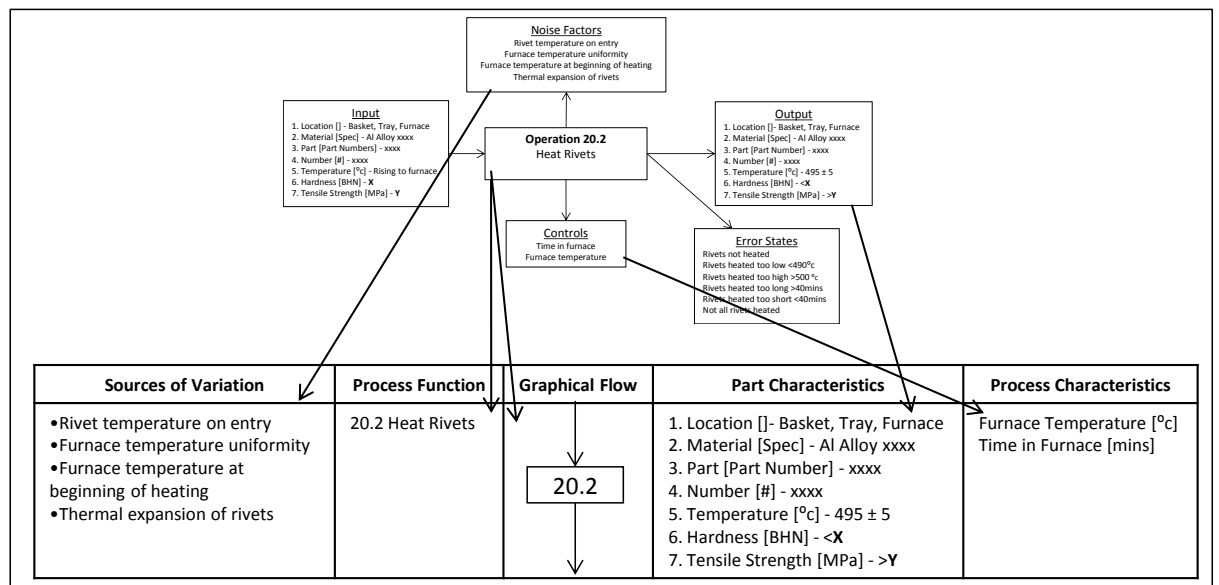 Noise Factors
Rivet temperature on entry
Furnace temperature uniformity
Furnace temperature at beginning of heating
Thermal expansion of rivets
Input
1. Location []- Basket, Tray, Furnace
2. Material [Spec] - Al Alloy xxxx
3. Part [Part Numbers] - xxxx
4. Number [#] - xxxx
5. Temperature [⁰c] - Rising to furnace
6. Hardness [BHN] - X
7. Tensile Strength [MPa] - Y
Operation 20.2
Heat Rivets
Output
1. Location []- Basket, Tray, Furnace
2. Material [Spec] - Al Alloy xxxx
3. Part [Part Number] - xxxx
4. Number [#] - xxxx
5. Temperature [⁰c] - 495 ± 5
6. Hardness [BHN] - <X
7. Tensile Strength [MPa] - >Y
Controls
Time in furnace
Furnace temperature
Error States
Rivets not heated
Rivets heated too low <490⁰c
Rivets heated too high >500 ⁰c
Rivets heated too long >40mins
Rivets heated too short <40mins
Not all rivets heated
Sources of Variation
Process Function
Graphical Flow
Part Characteristics
Process Characteristics
•Rivet temperature on entry
•Furnace temperature uniformity
•Furnace temperature at
beginning of heating
•Thermal expansion of rivets
20.2 Heat Rivets
20.2
1. Location []- Basket, Tray, Furnace
2. Material [Spec] - Al Alloy xxxx
3. Part [Part Number] - xxxx
4. Number [#] - xxxx
5. Temperature [⁰c] - 495 ± 5
6. Hardness [BHN] - <X
7. Tensile Strength [MPa] - >Y
Furnace Temperature [⁰c]
Time in Furnace [mins]